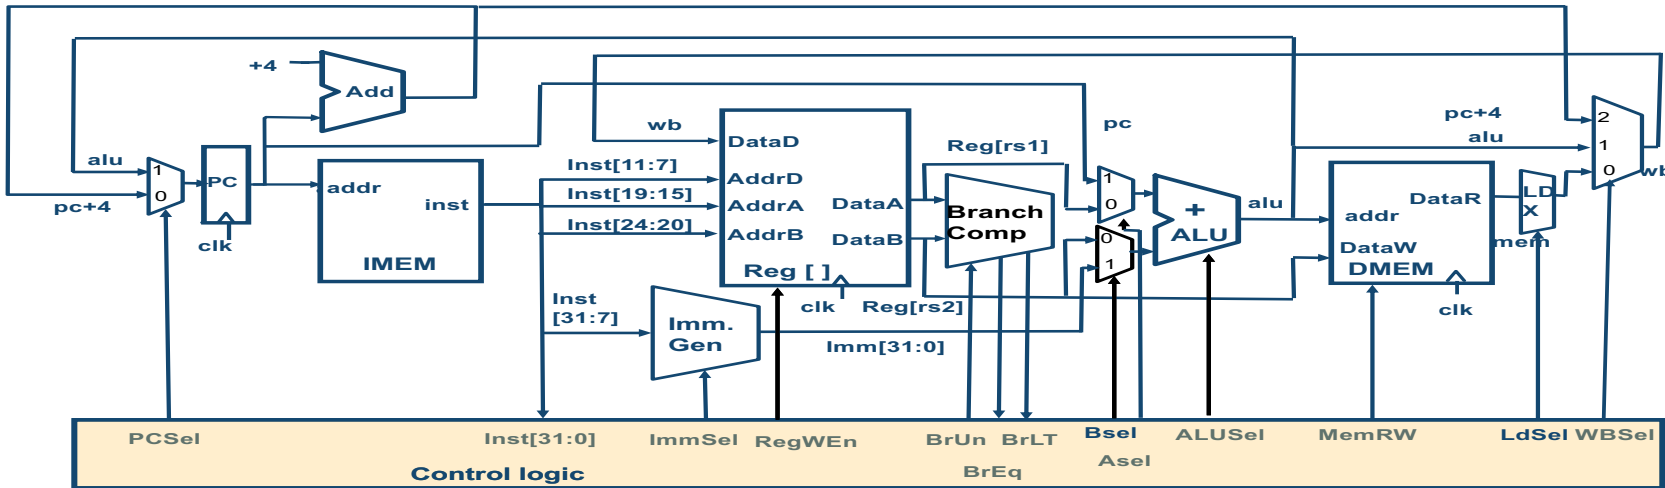 +4
Add
alu
1
0
pc+4
PC
clk
addr
inst
IMEM
wb
Inst[11:7]
Inst[19:15]
Inst[24:20]
DataD
AddrD
AddrA
AddrB
DataA
DataB
Reg [ ]
clk
Inst
[31:7]
Imm.
Gen
Imm[31:0]
Reg[rs1]
Branch
Comp
Reg[rs2]
pc
1
0
0
1
+
ALU
alu
addr
DataW
DataR
DMEM
clk
LD
X
mem
pc+4
alu
2
1
0
wb
PCSel
Inst[31:0]
ImmSel
RegWEn
BrUn
BrEq
BrLT
Bsel
Asel
ALUSel
MemRW
LdSel
WBSel
Control logic